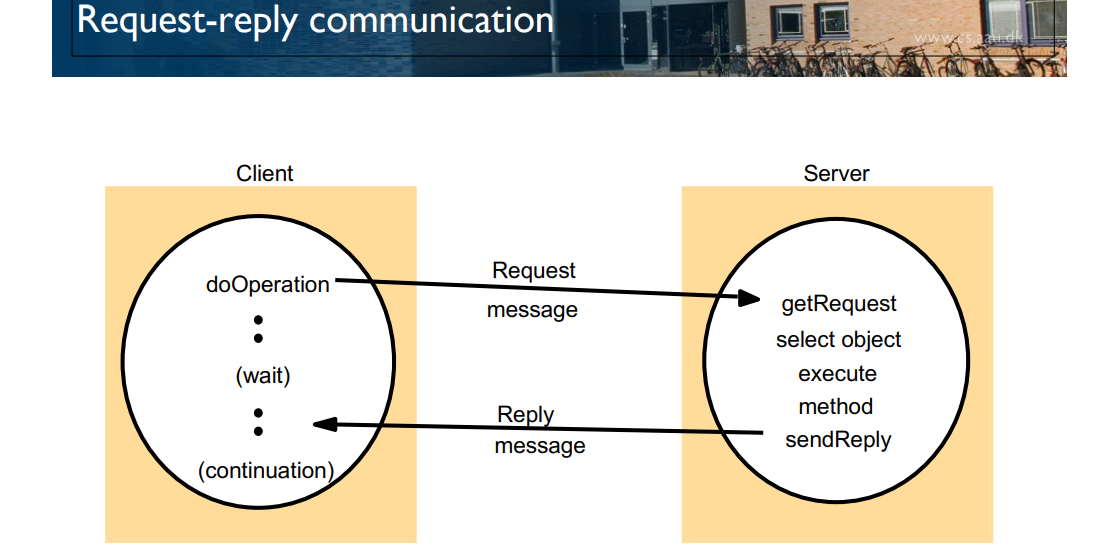 Request-reply communication
www.cs.aau.dk
Client
Server
doOperation
(wait)
(continuation)
Request
message
Reply
message
getRequest
select object
execute
method
sendReply